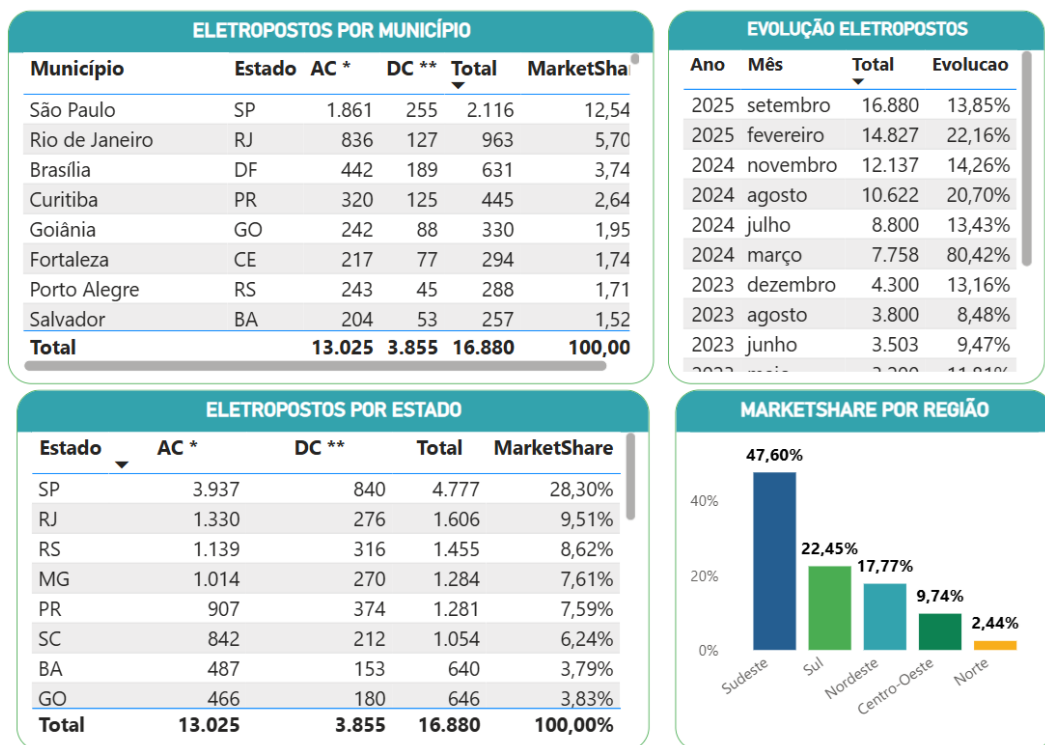 ELETROPOSTOS POR MUNICÍPIO
Município Estado AC * DC ** Total MarketSha
São Paulo SP 1.861 255 2.116 12,54
Rio de Janeiro RJ 836 127 963 5,70
Brasília DF 442 189 631 3,74
Curitiba PR 320 125 445 2,64
Goiânia GO 242 88 330 1,95
Fortaleza CE 217 77 294 1,74
Porto Alegre RS 243 45 288 1,71
Salvador BA 204 53 257 1,52
Total 13.025 3.855 16.880 100,00
EVOLUÇÃO ELETROPOSTOS
Ano Mês Total Evolucao
2025 setembro 16.880 13,85%
2025 fevereiro 14.827 22,16%
2024 novembro 12.137 14,26%
2024 agosto 10.622 20,70%
2024 julho 8.800 13,43%
2024 março 7.758 80,42%
2023 dezembro 4.300 13,16%
2023 agosto 3.800 8,48%
2023 junho 3.503 9,47%
ELETROPOSTOS POR ESTADO
Estado AC * DC ** Total MarketShare
SP 3.937 840 4.777 28,30%
RJ 1.330 276 1.606 9,51%
RS 1.139 316 1.455 8,62%
MG 1.014 270 1.284 7,61%
PR 907 374 1.281 7,59%
SC 842 212 1.054 6,24%
BA 487 153 640 3,79%
GO 466 180 646 3,83%
Total 13.025 3.855 16.880 100,00%
MARKETSHARE POR REGIÃO
47,60%
40%
22,45%
17,77%
20%
9,74%
2,44%
0%
Sudeste Sul Nordeste Centro-Oeste Norte